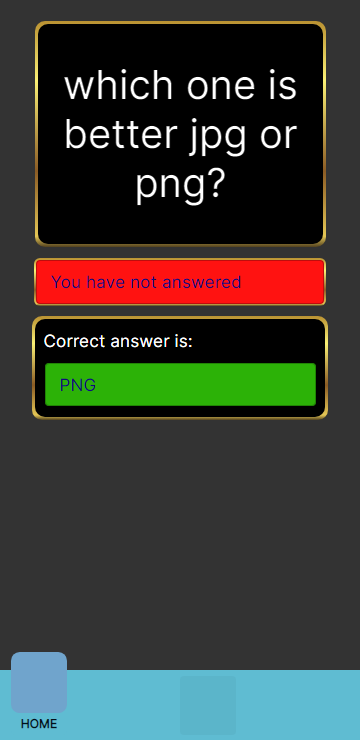 which one is
better jpg or
png?
You have not answered
Correct answer is:
PNG
HOME